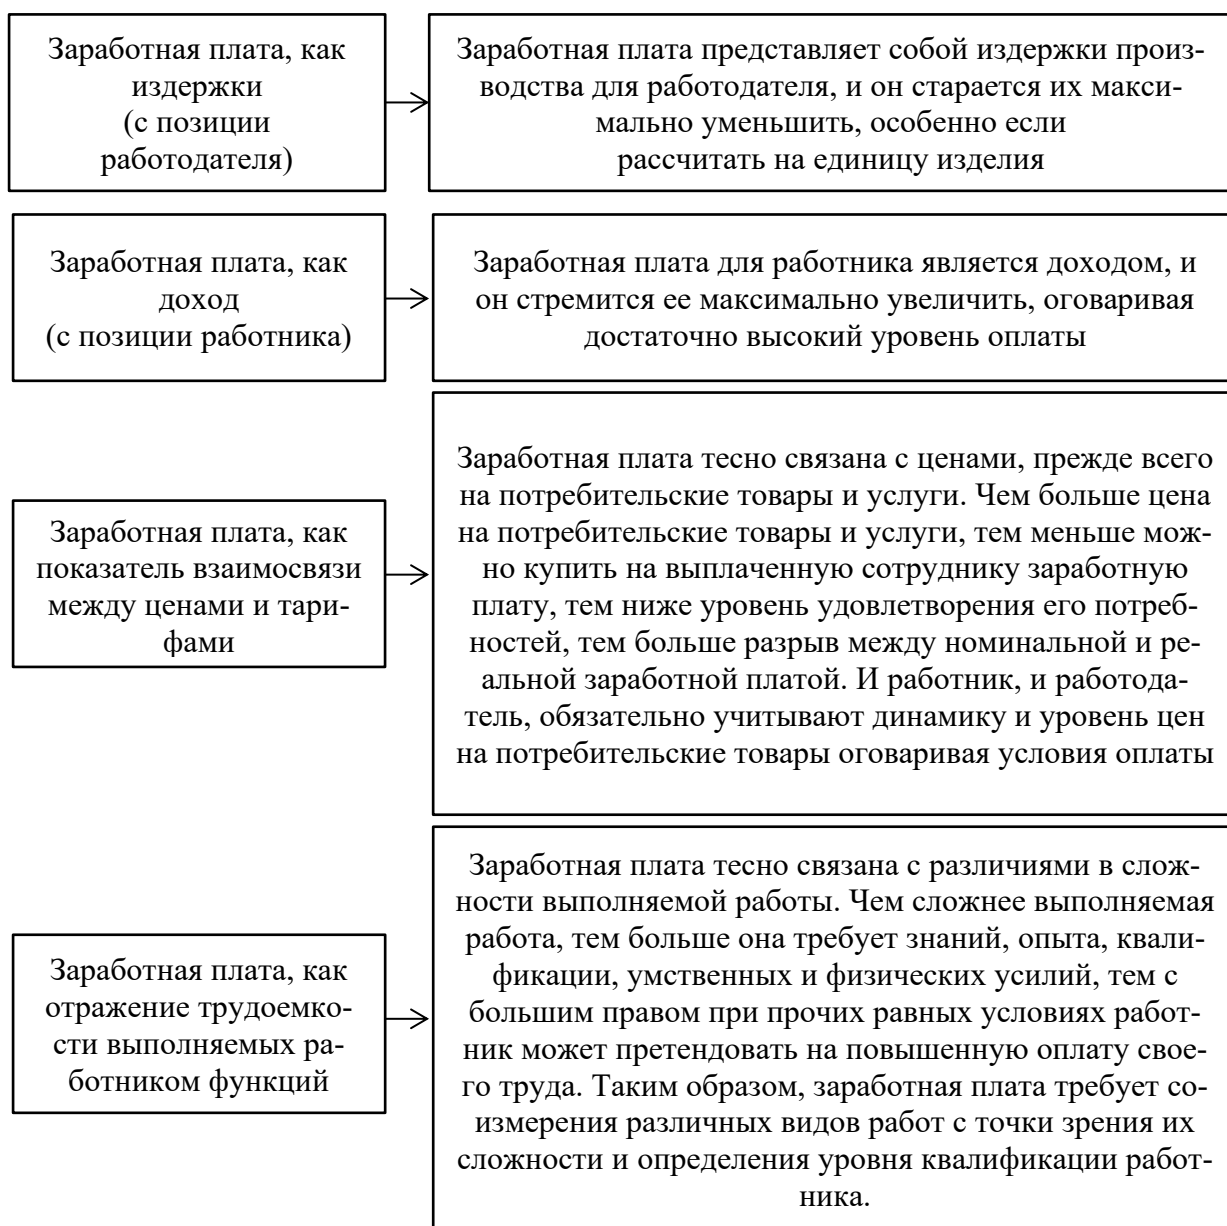 Заработная плата, как
издержки
(с позиции
работодателя)
Заработная плата представляет собой издержки произ-
водства для работодателя, и он старается их макси-
мально уменьшить, особенно если
рассчитать на единицу изделия
Заработная плата, как
доход
(с позиции работника)
Заработная плата для работника является доходом, и
он стремится ее максимально увеличить, оговаривая
достаточно высокий уровень оплаты
Заработная плата, как
показатель взаимосвязи
между ценами и тари-
фами
Заработная плата тесно связана с ценами, прежде всего
на потребительские товары и услуги. Чем больше цена
на потребительские товары и услуги, тем меньше мож-
но купить на выплаченную сотруднику заработную
плату, тем ниже уровень удовлетворения его потреб-
ностей, тем больше разрыв между номинальной и ре-
альной заработной платой. И работник, и работода-
тель, обязательно учитывают динамику и уровень цен
на потребительские товары оговаривая условия оплаты
Заработная плата, как
отражение трудоемко-
сти выполняемых ра-
ботником функций
Заработная плата тесно связана с различиями в слож-
ности выполняемой работы. Чем сложнее выполняемая
работа, тем больше она требует знаний, опыта, квали-
фикации, умственных и физических усилий, тем с
большим правом при прочих равных условиях работ-
ник может претендовать на повышенную оплату свое-
го труда. Таким образом, заработная плата требует со-
измерения различных видов работ с точки зрения их
сложности и определения уровня квалификации работ-
ника.